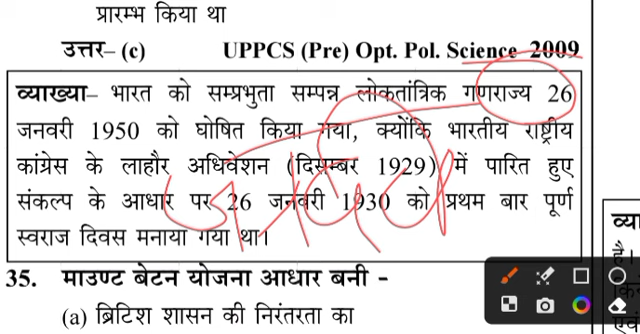 प्रारम्भ किया था
उत्तर– (c) UPPCS (Pre) Opt. Pol. Science 2009
व्याख्या– भारत को सम्प्रभुता सम्पन्न लोकतांत्रिक गणराज्य 26
जनवरी 1950 को घोषित किया गया, क्योंकि भारतीय राष्ट्रीय
कांग्रेस के लाहौर अधिवेशन (दिसम्बर 1929) में पारित हुए
संकल्प के आधार पर 26 जनवरी 1930 को प्रथम बार पूर्ण
स्वराज दिवस मनाया गया था।
35. माउण्ट बेटन योजना आधार बनी –
(a) ब्रिटिश शासन की निरंतरता का
व्या
है।